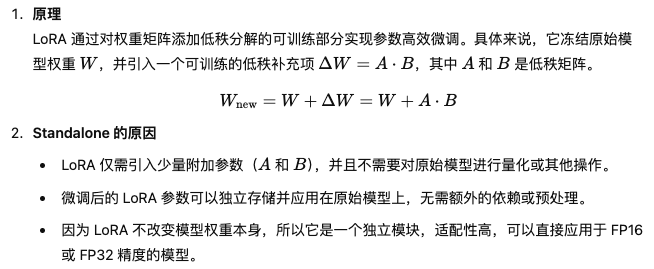 1. 原理
LoRA 通过对权重矩阵添加低秩分解的可训练部分实现参数高效微调。具体来说，它冻结原始模
型权重 W，并引入一个可训练的低秩补充项 ΔW = A · B，其中 A 和 B 是低秩矩阵。
W_new = W + ΔW = W + A · B
2. Standalone 的原因
• LoRA 仅需引入少量附加参数（A 和 B），并且不需要对原始模型进行量化或其他操作。
• 微调后的 LoRA 参数可以独立存储并应用在原始模型上，无需额外的依赖或预处理。
• 因为 LoRA 不改变模型权重本身，所以它是一个独立模块，适配性高，可以直接应用于 FP16
或 FP32 精度的模型。